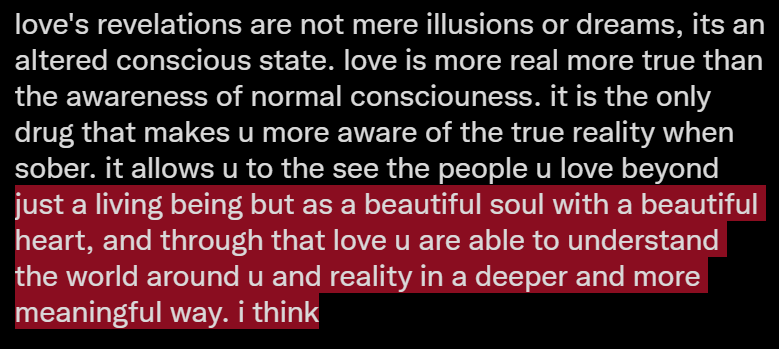 love's revelations are not mere illusions or dreams, its an
altered conscious state. love is more real more true than
the awareness of normal consciouness. it is the only
drug that makes u more aware of the true reality when
sober. it allows u to the see the people u love beyond
just a living being but as a beautiful soul with a beautiful
heart, and through that love u are able to understand
the world around u and reality in a deeper and more
meaningful way. i think